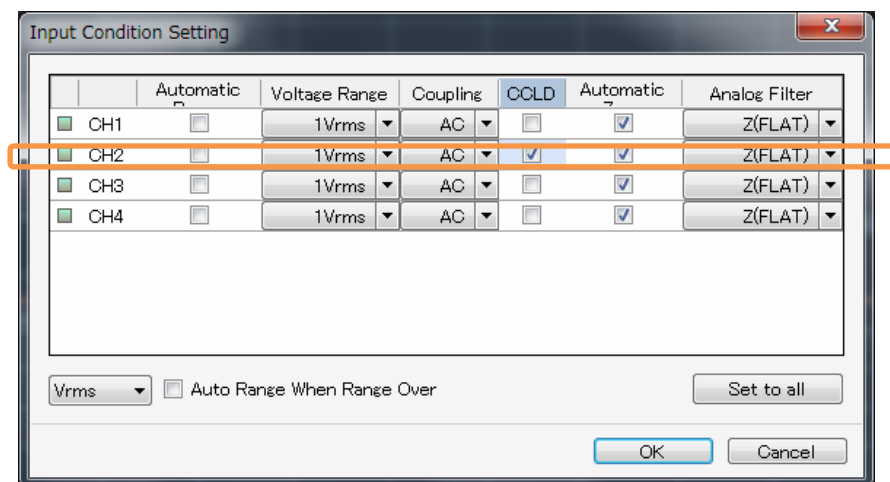 Input Condition Setting
Automatic Voltage Range Coupling CCLD Automatic Analog Filter
CH1 1Vrms AC Z(FLAT)
CH2 1Vrms AC Z(FLAT)
CH3 1Vrms AC Z(FLAT)
CH4 1Vrms AC Z(FLAT)
Vrms Auto Range When Range Over Set to all
OK Cancel